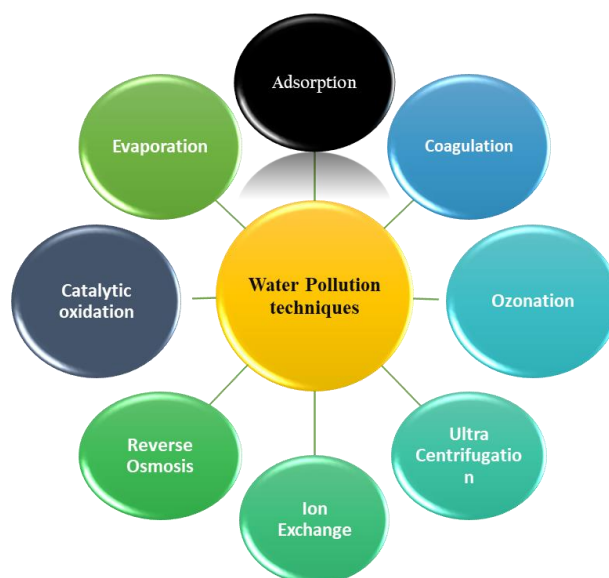 Adsorption
Coagulation
Ozonation
Ultra
Centrifugatio
n
Ion
Exchange
Reverse
Osmosis
Catalytic
oxidation
Evaporation
Water Pollution
techniques